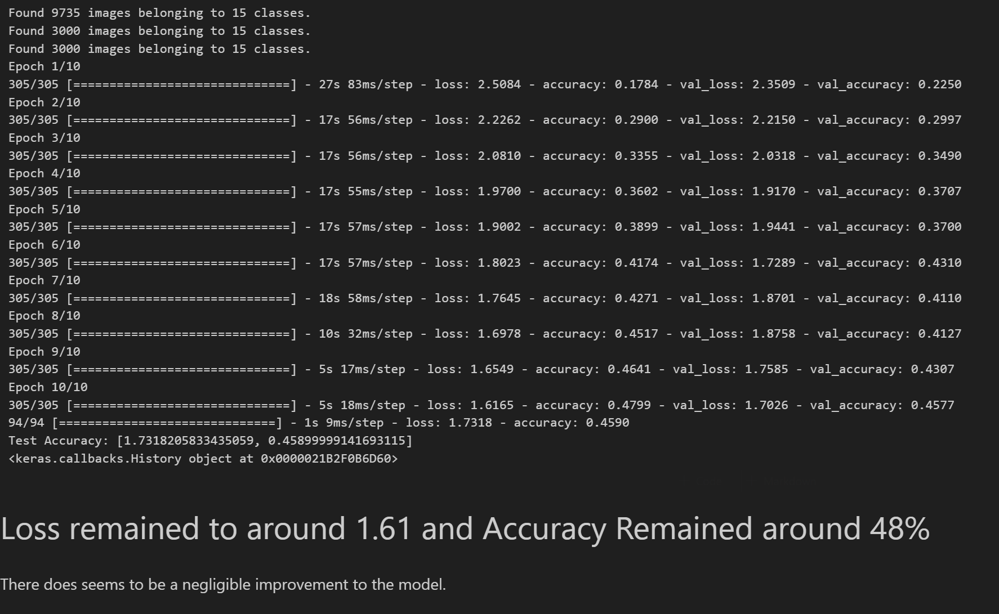 Found 9735 images belonging to 15 classes.
Found 3000 images belonging to 15 classes.
Found 3000 images belonging to 15 classes.
Epoch 1/10
305/305 [==============================] - 27s 83ms/step - loss: 2.5084 - accuracy: 0.1784 - val_loss: 2.3509 - val_accuracy: 0.2250
Epoch 2/10
305/305 [==============================] - 17s 56ms/step - loss: 2.2262 - accuracy: 0.2900 - val_loss: 2.2150 - val_accuracy: 0.2997
Epoch 3/10
305/305 [==============================] - 17s 56ms/step - loss: 2.0810 - accuracy: 0.3355 - val_loss: 2.0318 - val_accuracy: 0.3490
Epoch 4/10
305/305 [==============================] - 17s 55ms/step - loss: 1.9700 - accuracy: 0.3602 - val_loss: 1.9170 - val_accuracy: 0.3707
Epoch 5/10
305/305 [==============================] - 17s 57ms/step - loss: 1.9002 - accuracy: 0.3899 - val_loss: 1.9441 - val_accuracy: 0.3700
Epoch 6/10
305/305 [==============================] - 17s 57ms/step - loss: 1.8023 - accuracy: 0.4174 - val_loss: 1.7289 - val_accuracy: 0.4310
Epoch 7/10
305/305 [==============================] - 18s 58ms/step - loss: 1.7645 - accuracy: 0.4271 - val_loss: 1.8701 - val_accuracy: 0.4110
Epoch 8/10
305/305 [==============================] - 10s 32ms/step - loss: 1.6978 - accuracy: 0.4517 - val_loss: 1.8758 - val_accuracy: 0.4127
Epoch 9/10
305/305 [==============================] - 5s 17ms/step - loss: 1.6549 - accuracy: 0.4641 - val_loss: 1.7585 - val_accuracy: 0.4307
Epoch 10/10
305/305 [==============================] - 5s 18ms/step - loss: 1.6165 - accuracy: 0.4799 - val_loss: 1.7026 - val_accuracy: 0.4577
94/94 [==============================] - 1s 9ms/step - loss: 1.7318 - accuracy: 0.4590
Test Accuracy: [1.7318205833435059, 0.45899999141693115]
<keras.callbacks.History object at 0x0000021B2F0B6D60>
Loss remained to around 1.61 and Accuracy Remained around 48%
There does seems to be a negligible improvement to the model.